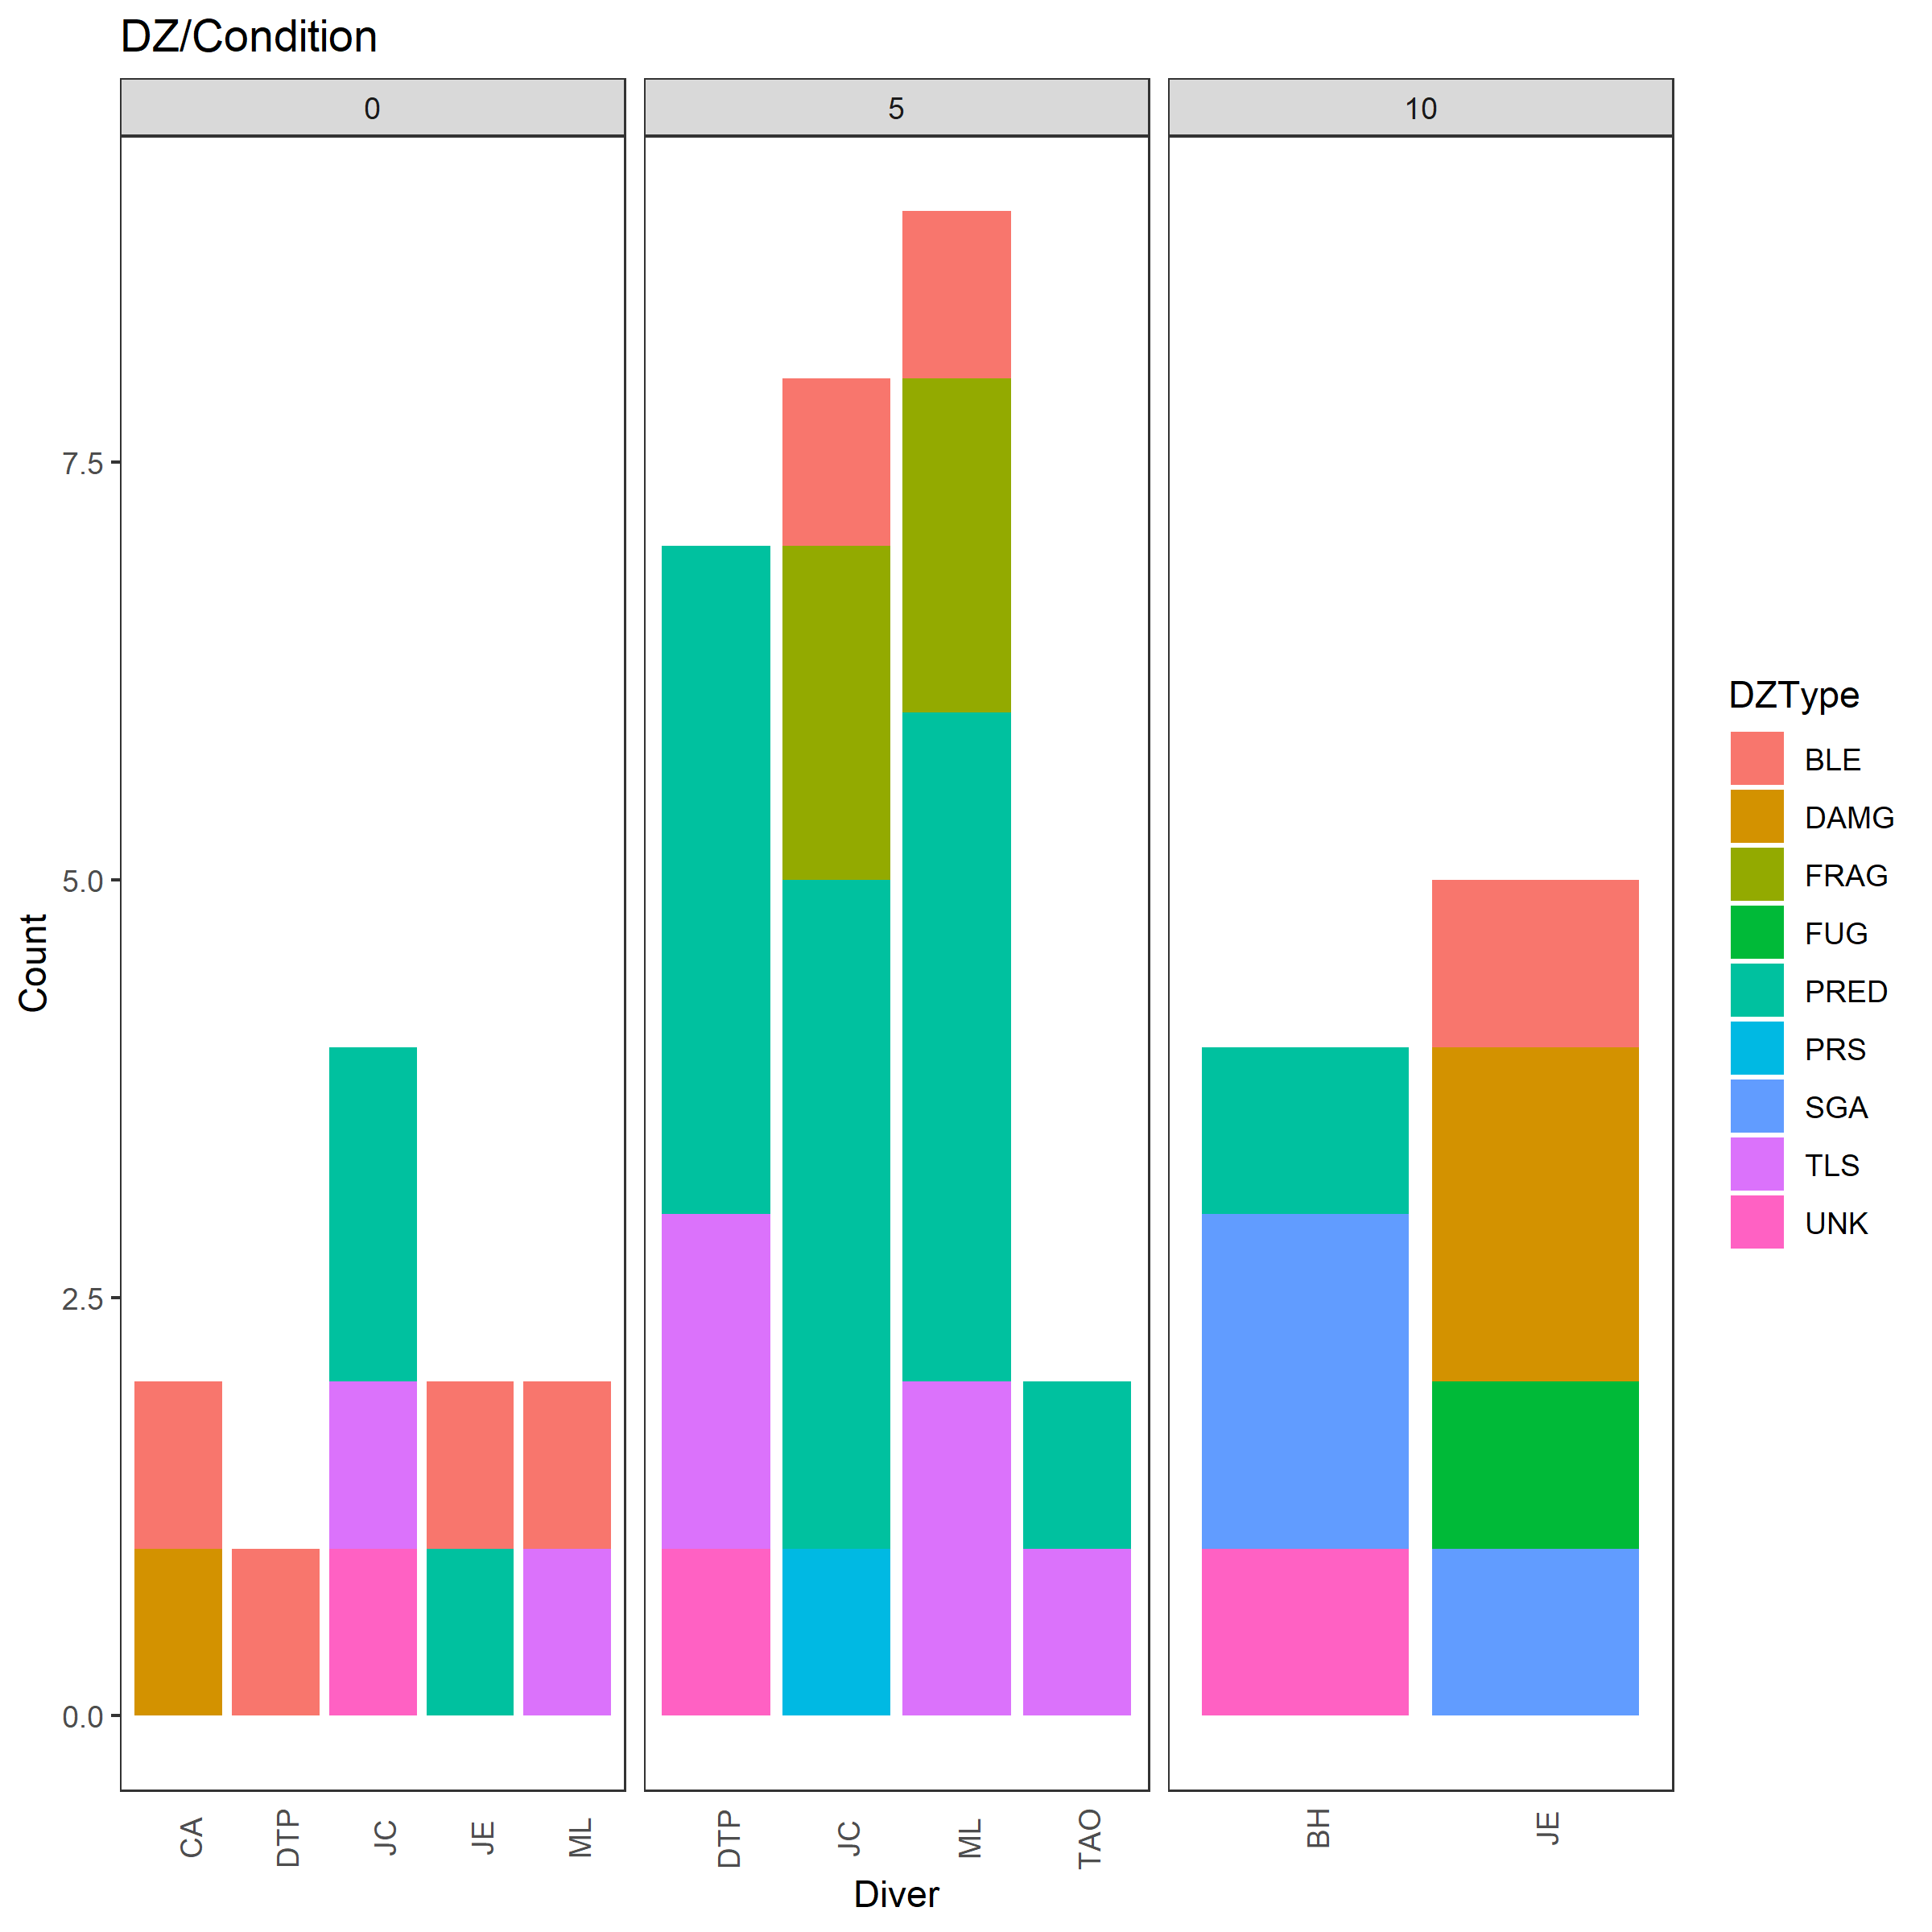 DZ/Condition
0
5
10
7.5
5.0
2.5
0.0
Count
CA
DTP
JC
JE
ML
DTP
JC
ML
TAO
BH
JE
Diver
DZType
BLE
DAMG
FRAG
FUG
PRED
PRS
SGA
TLS
UNK